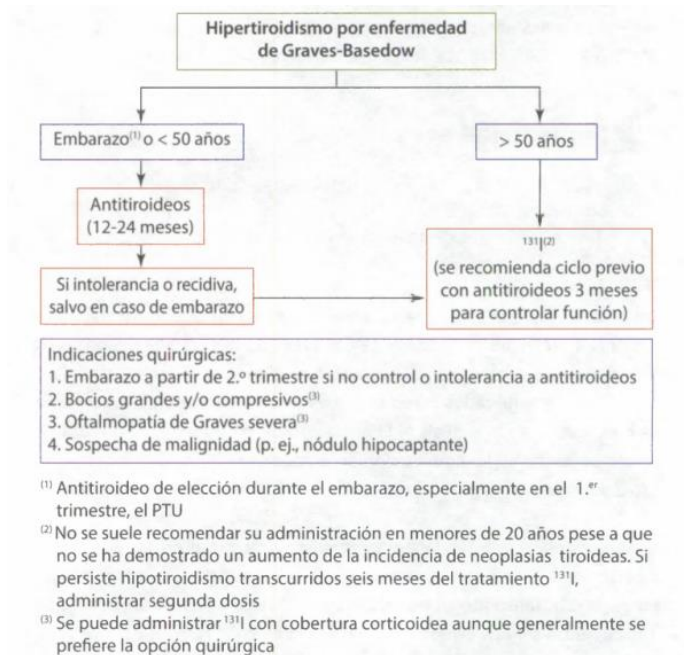 Hipertiroidismo por enfermedad
de Graves-Basedow
Embarazo⁽¹⁾ o < 50 años
> 50 años
Antitiroideos
(12-24 meses)
Si intolerancia o recidiva,
salvo en caso de embarazo
¹³¹I⁽²⁾
(se recomienda ciclo previo
con antitiroideos 3 meses
para controlar función)
Indicaciones quirúrgicas:
1. Embarazo a partir de 2.º trimestre si no control o intolerancia a antitiroideos
2. Bocios grandes y/o compresivos⁽³⁾
3. Oftalmopatía de Graves severa⁽³⁾
4. Sospecha de malignidad (p. ej., nódulo hipocaptante)
⁽¹⁾ Antitiroideo de elección durante el embarazo, especialmente en el 1.ᵉʳ
trimestre, el PTU
⁽²⁾ No se suele recomendar su administración en menores de 20 años pese a que
no se ha demostrado un aumento de la incidencia de neoplasias tiroideas. Si
persiste hipotiroidismo transcurridos seis meses del tratamiento ¹³¹I,
administrar segunda dosis
⁽³⁾ Se puede administrar ¹³¹I con cobertura corticoidea aunque generalmente se
prefiere la opción quirúrgica